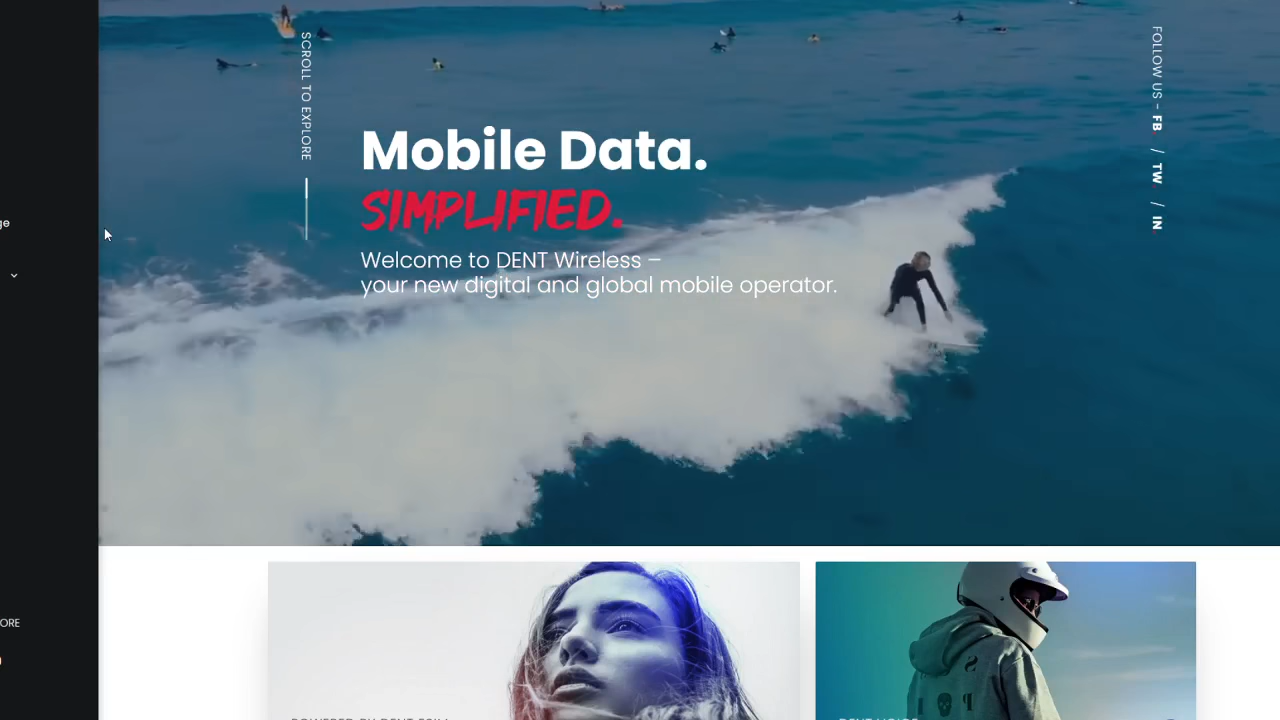 SCROLL TO EXPLORE
FOLLOW US - FB / TW / IN
Mobile Data.
SIMPLIFIED.
Welcome to DENT Wireless –
your new digital and global mobile operator.